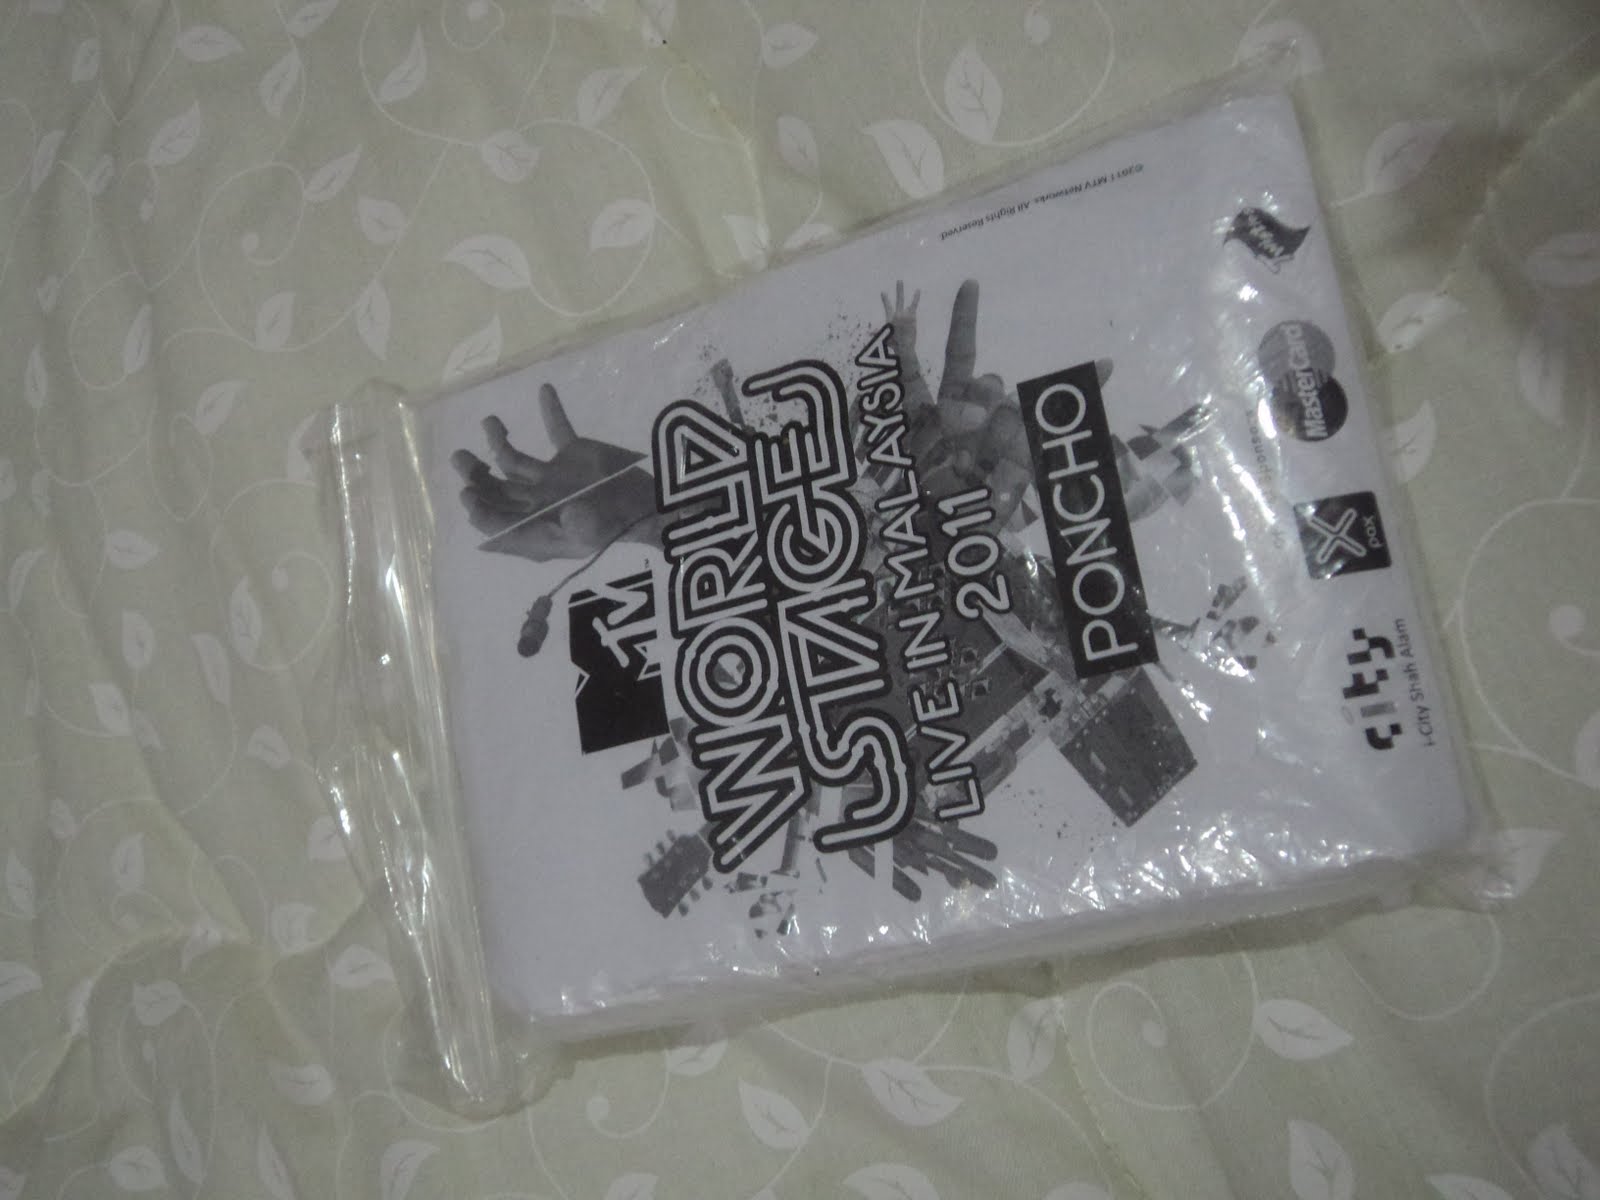 MTV
WORLD
STAGE
LIVE IN MALAYSIA
2011
PONCHO
city
i-City Shah Alam
X
pax
MasterCard
©2011 MTV Networks. All Rights Reserved.